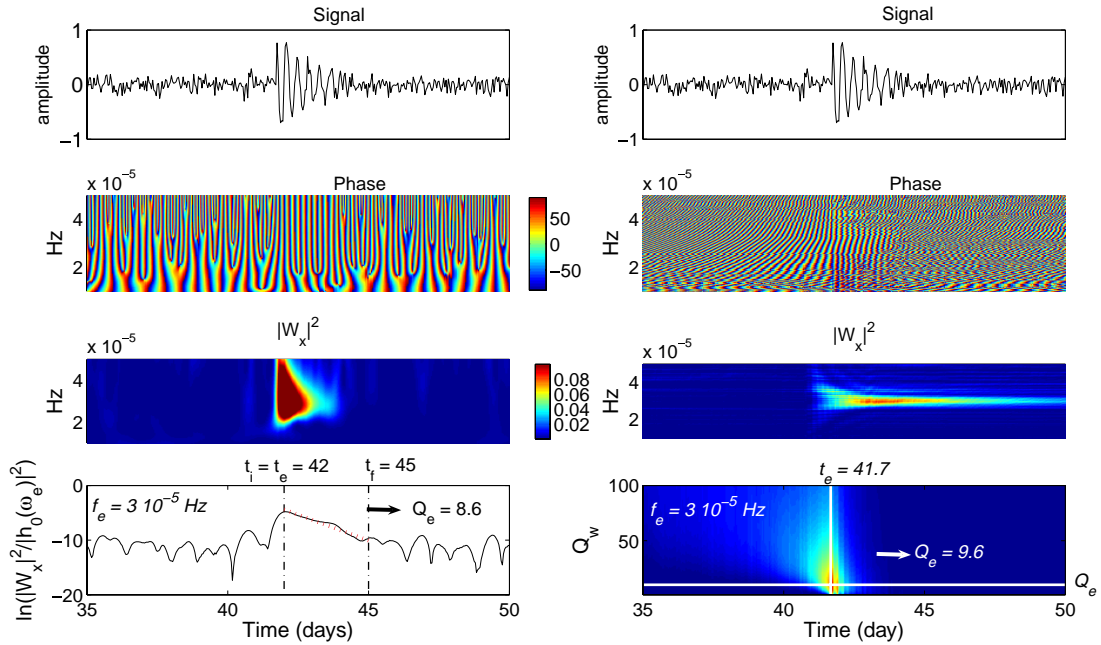 Signal
1
0
−1
amplitude
x 10^-5
Phase
4
2
Hz
50
0
−50
|W_x|^2
x 10^-5
4
2
Hz
0.08
0.06
0.04
0.02
t_i = t_e = 42
t_f = 45
0
−10
−20
ln(|W_x|^2/|h_0(ω_e)|^2)
f_e = 3 10^-5 Hz
Q_e = 8.6
35
40
45
50
Time (days)
Signal
1
0
−1
amplitude
x 10^-5
Phase
4
2
Hz
x 10^-5
|W_x|^2
4
2
Hz
t_e = 41.7
100
50
Q_w
f_e = 3 10^-5 Hz
Q_e = 9.6
Q_e
35
40
45
50
Time (day)